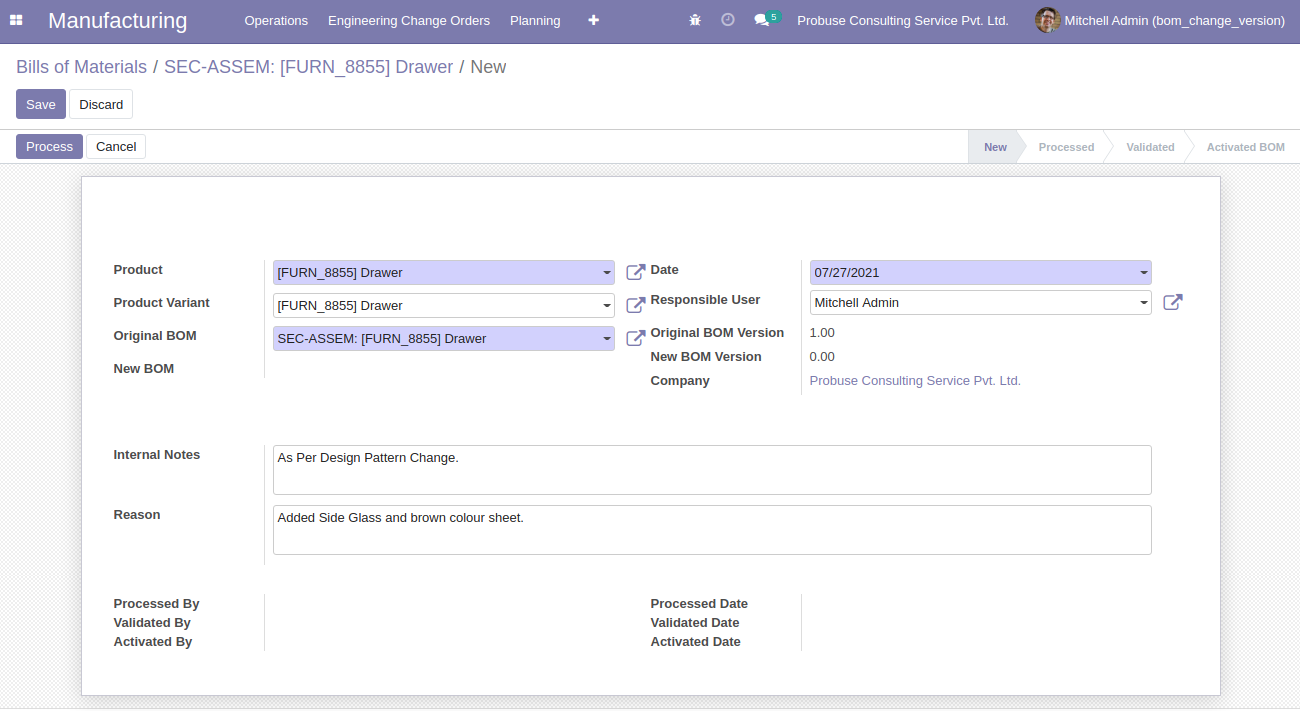 Manufacturing Operations Engineering Change Orders Planning 5 Probuse Consulting Service Pvt. Ltd. Mitchell Admin (bom_change_version)
Bills of Materials / SEC-ASSEM: [FURN_8855] Drawer / New
Save Discard
Process Cancel New Processed Validated Activated BOM
Product [FURN_8855] Drawer Date 07/27/2021
Product Variant [FURN_8855] Drawer Responsible User Mitchell Admin
Original BOM SEC-ASSEM: [FURN_8855] Drawer Original BOM Version 1.00
New BOM New BOM Version 0.00
Company Probuse Consulting Service Pvt. Ltd.
Internal Notes As Per Design Pattern Change.
Reason Added Side Glass and brown colour sheet.
Processed By Processed Date
Validated By Validated Date
Activated By Activated Date